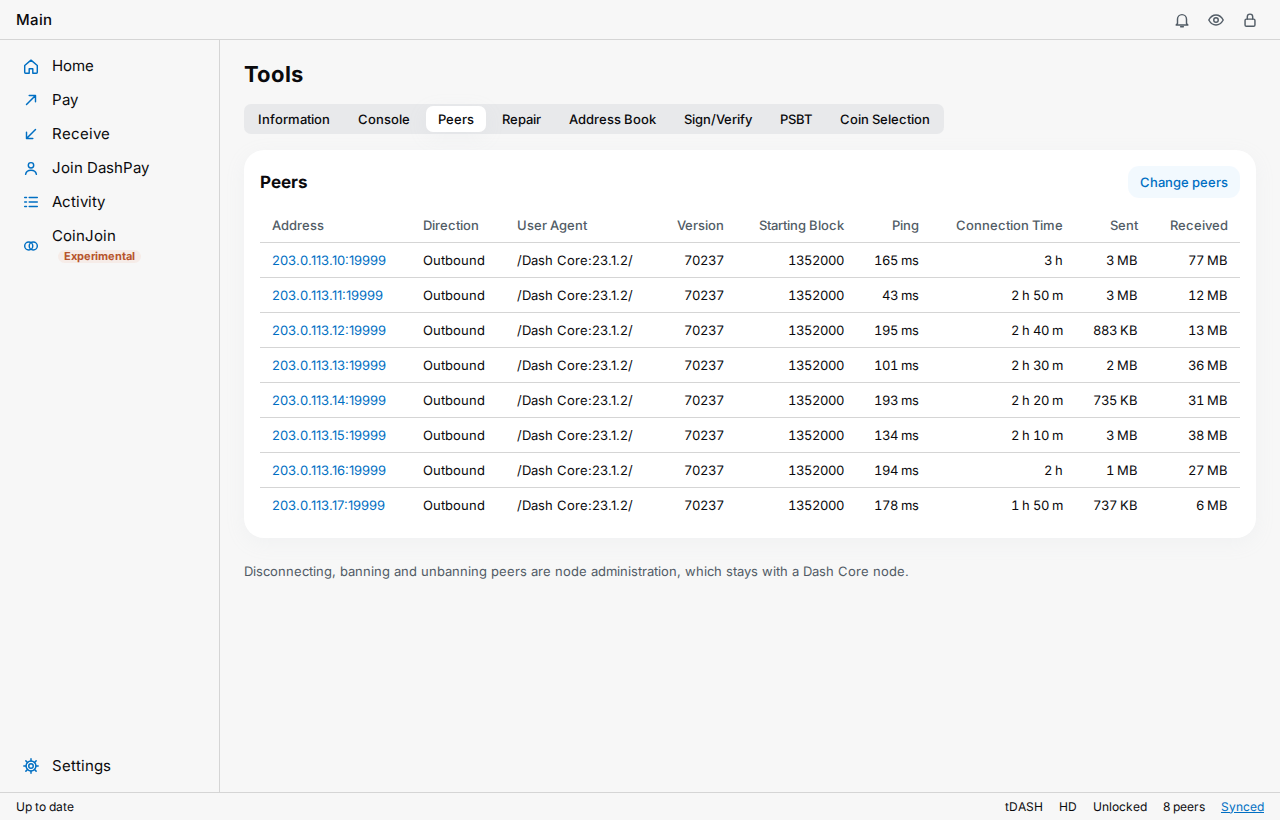 Main
Home
Pay
Receive
Join DashPay
Activity
CoinJoin
Experimental
Settings
Tools
Information Console Peers Repair Address Book Sign/Verify PSBT Coin Selection
Peers Change peers
Address Direction User Agent Version Starting Block Ping Connection Time Sent Received
203.0.113.10:19999 Outbound /Dash Core:23.1.2/ 70237 1352000 165 ms 3 h 3 MB 77 MB
203.0.113.11:19999 Outbound /Dash Core:23.1.2/ 70237 1352000 43 ms 2 h 50 m 3 MB 12 MB
203.0.113.12:19999 Outbound /Dash Core:23.1.2/ 70237 1352000 195 ms 2 h 40 m 883 KB 13 MB
203.0.113.13:19999 Outbound /Dash Core:23.1.2/ 70237 1352000 101 ms 2 h 30 m 2 MB 36 MB
203.0.113.14:19999 Outbound /Dash Core:23.1.2/ 70237 1352000 193 ms 2 h 20 m 735 KB 31 MB
203.0.113.15:19999 Outbound /Dash Core:23.1.2/ 70237 1352000 134 ms 2 h 10 m 3 MB 38 MB
203.0.113.16:19999 Outbound /Dash Core:23.1.2/ 70237 1352000 194 ms 2 h 1 MB 27 MB
203.0.113.17:19999 Outbound /Dash Core:23.1.2/ 70237 1352000 178 ms 1 h 50 m 737 KB 6 MB
Disconnecting, banning and unbanning peers are node administration, which stays with a Dash Core node.
Up to date tDASH HD Unlocked 8 peers Synced